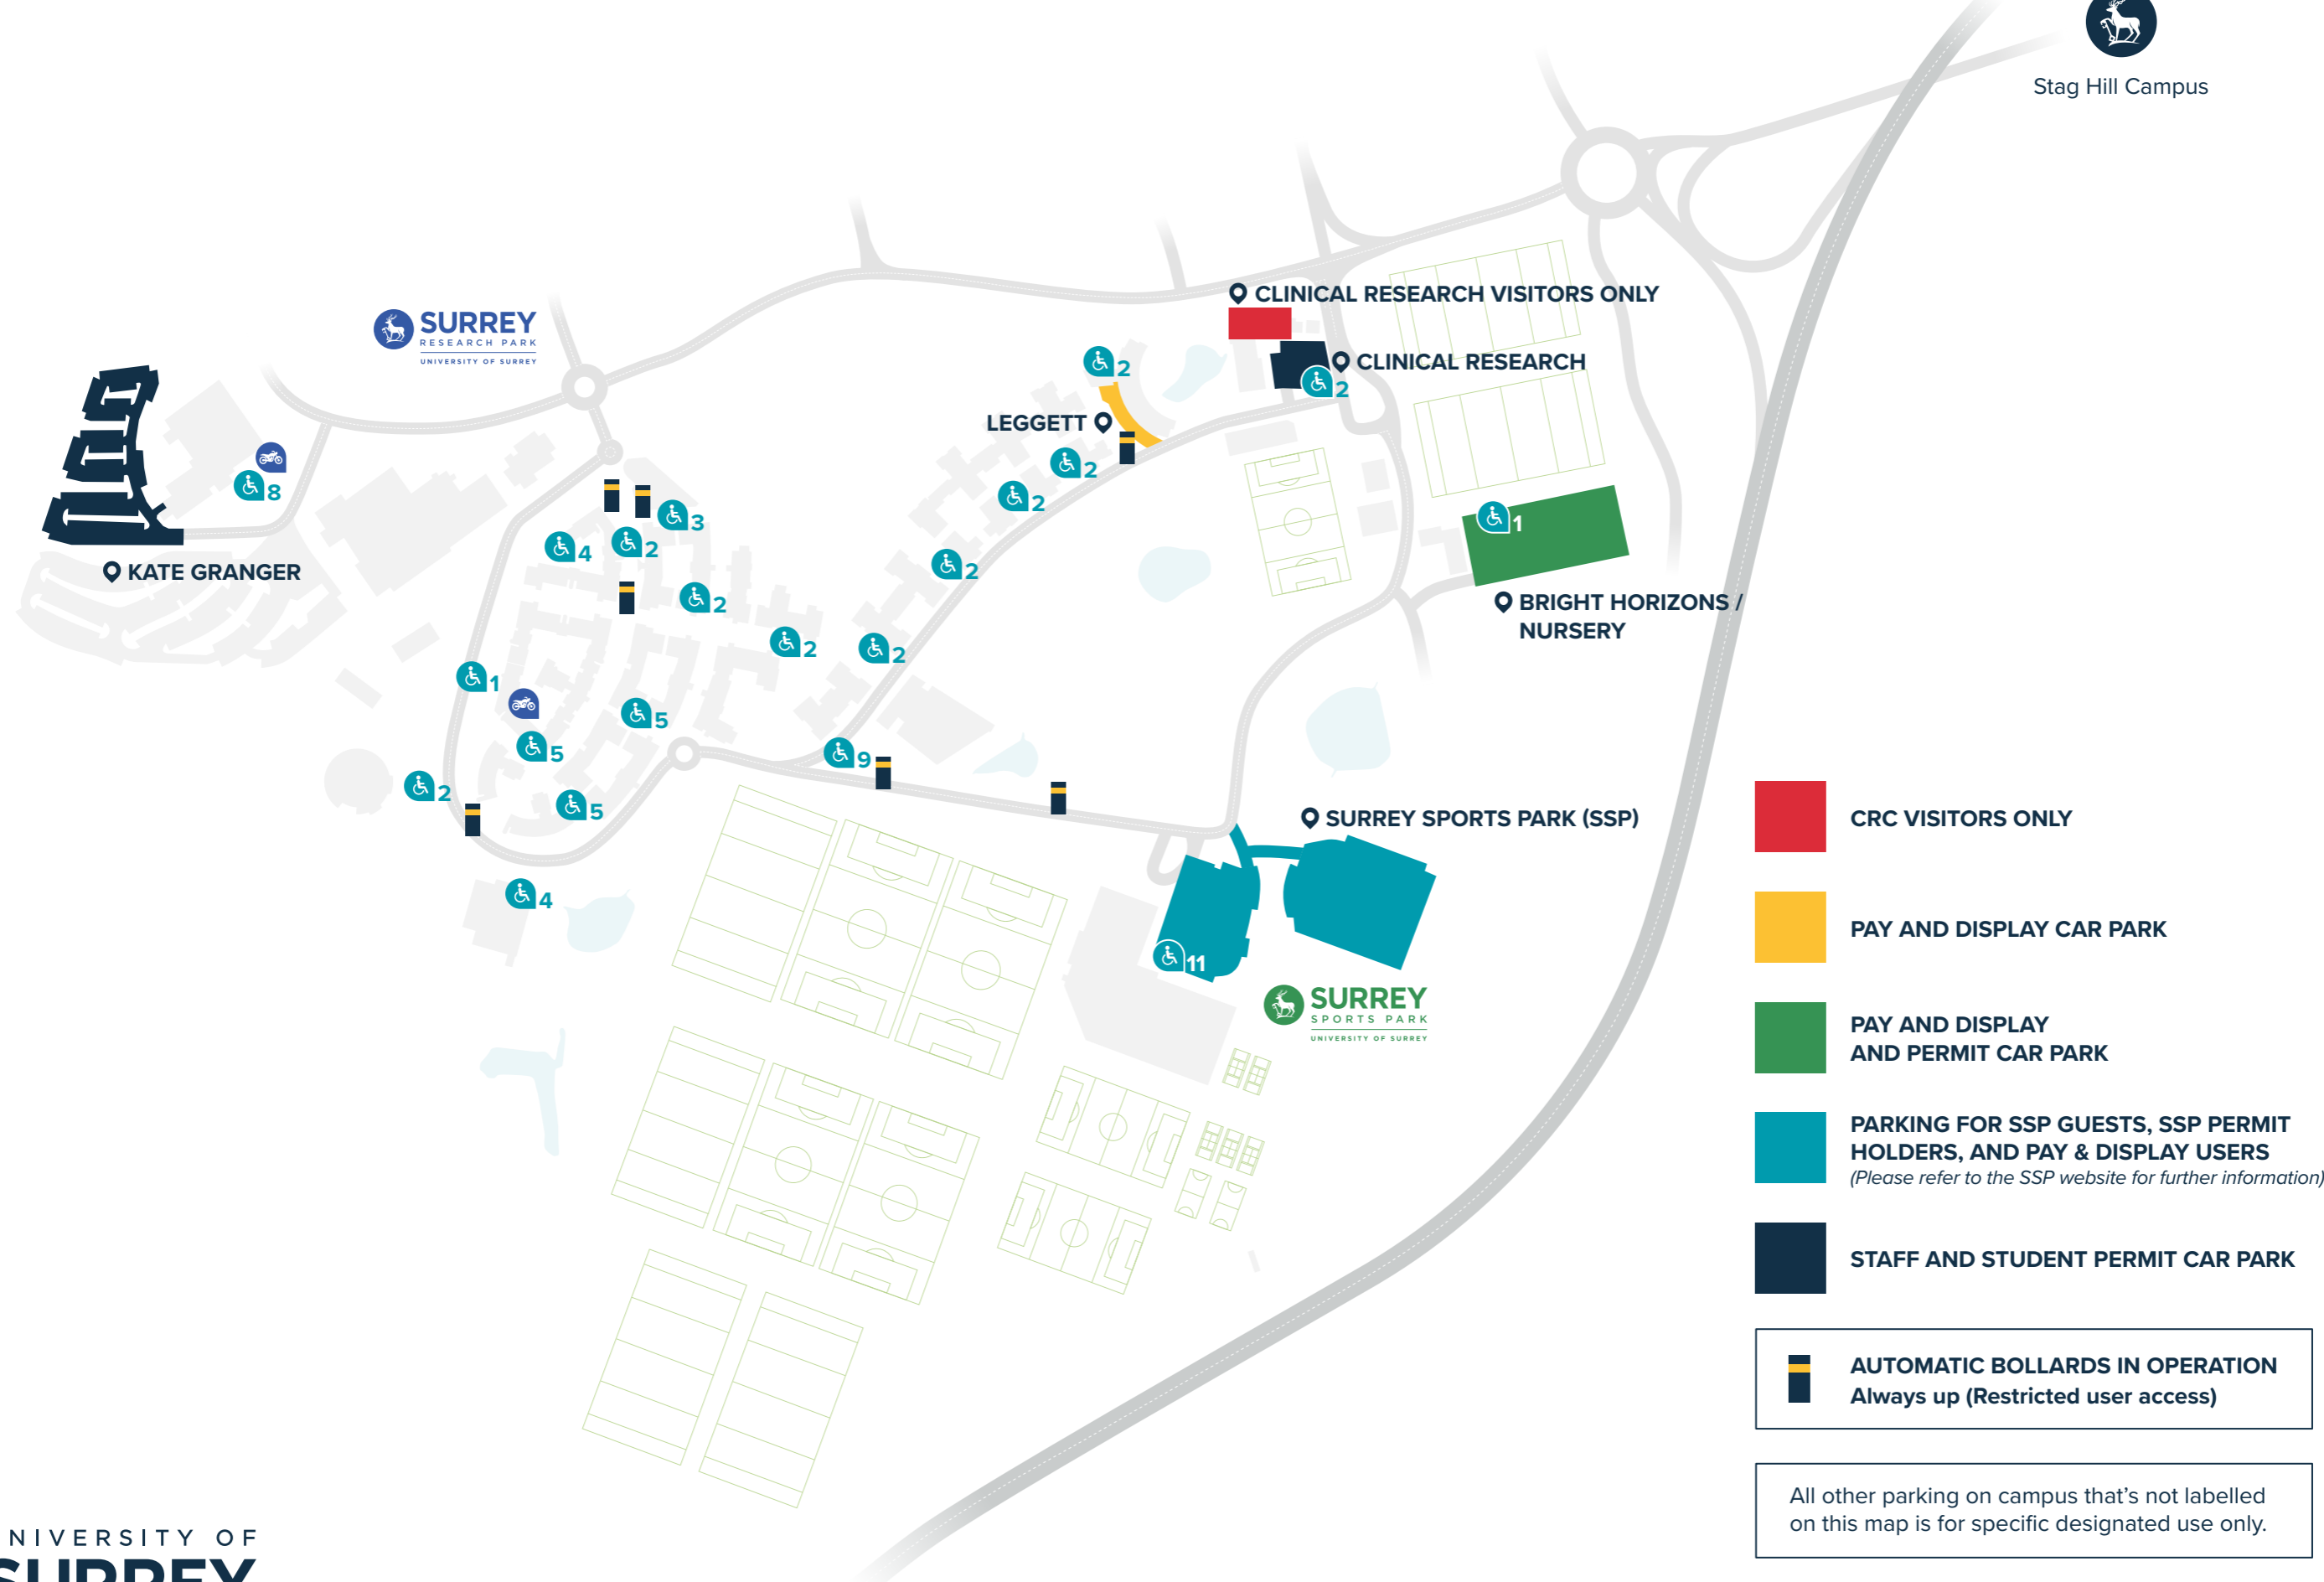 Stag Hill Campus
CLINICAL RESEARCH VISITORS ONLY
SURREY
RESEARCH PARK
UNIVERSITY OF SURREY
2
CLINICAL RESEARCH
2
LEGGETT
2
8
2
3
1
4
2
KATE GRANGER
2
2
BRIGHT HORIZONS /
NURSERY
2
2
1
5
5
9
2
5
SURREY SPORTS PARK (SSP)
4
11
SURREY
SPORTS PARK
UNIVERSITY OF SURREY
CRC VISITORS ONLY
PAY AND DISPLAY CAR PARK
PAY AND DISPLAY
AND PERMIT CAR PARK
PARKING FOR SSP GUESTS, SSP PERMIT
HOLDERS, AND PAY & DISPLAY USERS
(Please refer to the SSP website for further information)
STAFF AND STUDENT PERMIT CAR PARK
AUTOMATIC BOLLARDS IN OPERATION
Always up (Restricted user access)
All other parking on campus that's not labelled
on this map is for specific designated use only.
NIVERSITY OF
SURREY